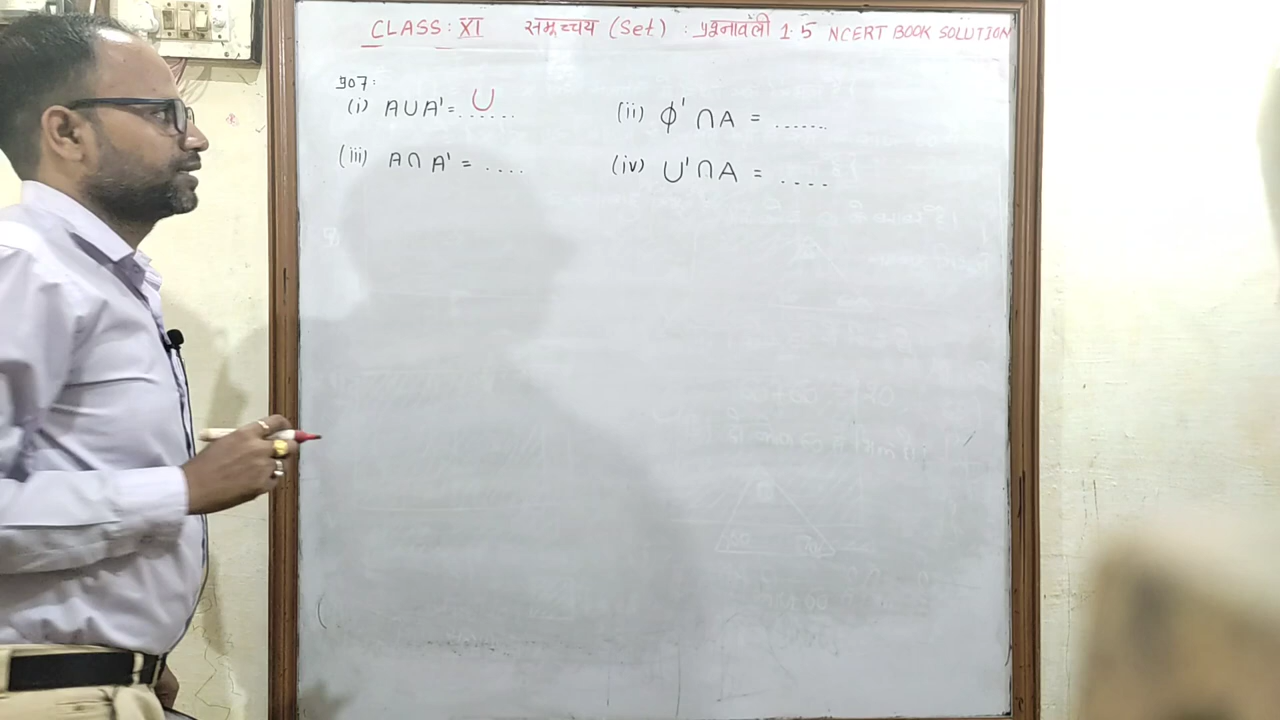 CLASS: XI समुच्चय (Set) : प्रश्नावली 1.5 NCERT BOOK SOLUTION
प्र07:
(i) A∪A' = ...∪... (ii) ϕ' ∩ A = ......
(iii) A ∩ A' = .... (iv) ∪' ∩ A = ....